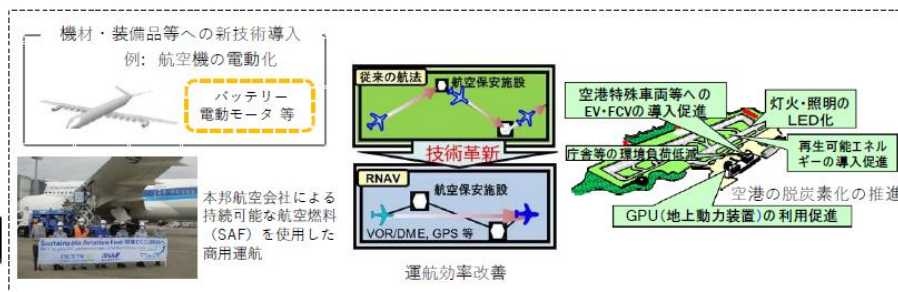 機材・装備品等への新技術導入
例: 航空機の電動化
バッテリー
電動モータ 等
本邦航空会社による
持続可能な航空燃料
（SAF）を使用した
商用運航
従来の航法
航空保安施設
技術革新
RNAV
航空保安施設
VOR/DME, GPS 等
運航効率改善
空港特殊車両等への
EV・FCVの導入促進
灯火・照明の
LED化
庁舎等の環境負荷低減
再生可能エネル
ギーの導入促進
空港の脱炭素化の推進
GPU（地上動力装置）の利用促進
Sustainable Aviation Fuel
ANA